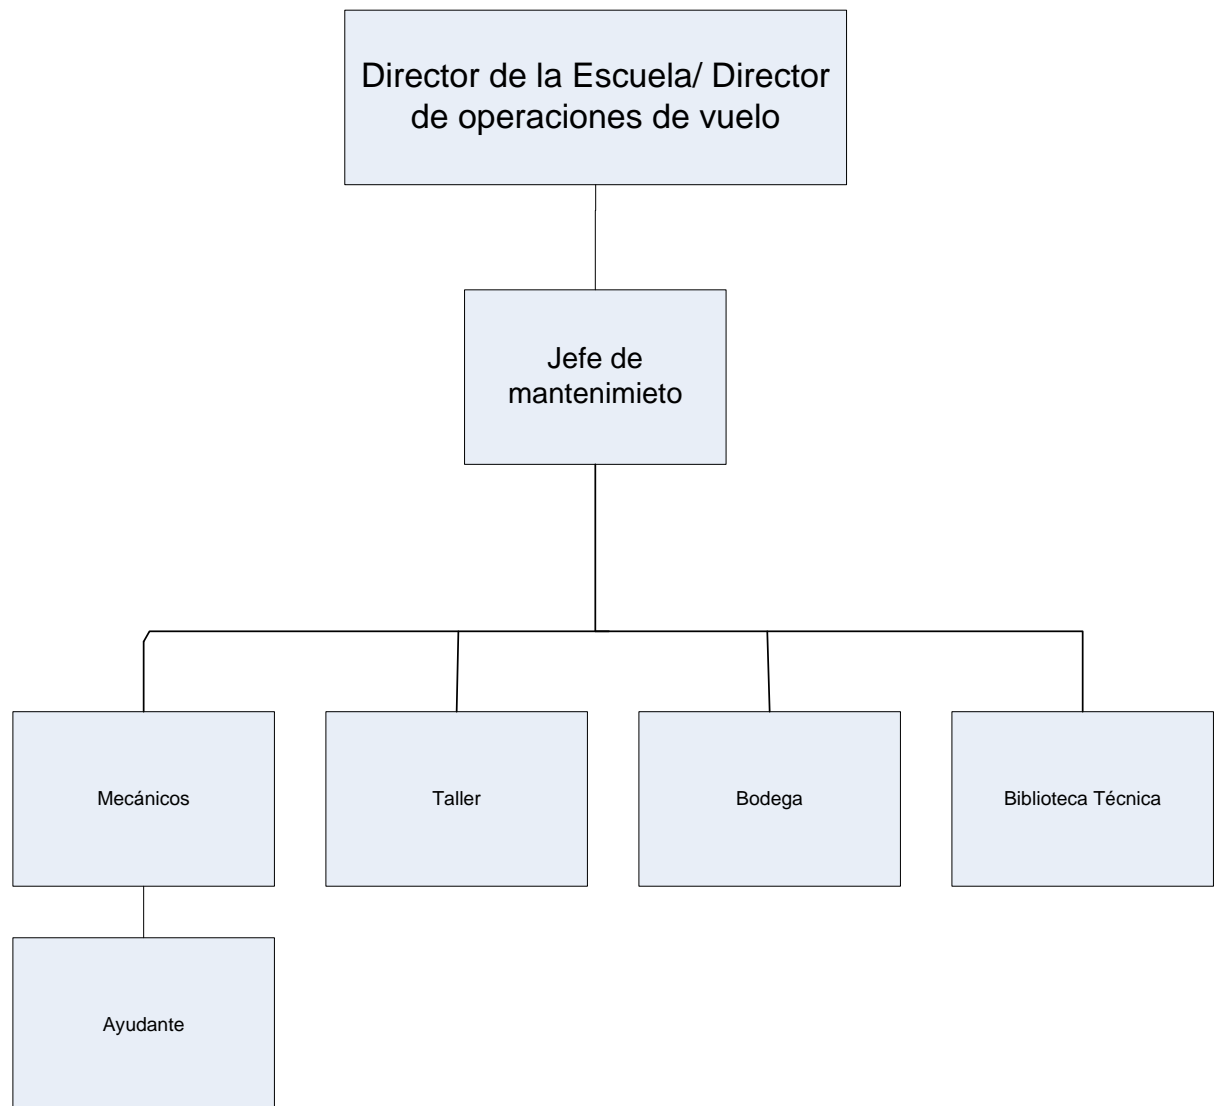 Director de la Escuela/ Director
de operaciones de vuelo
Jefe de
mantenimieto
Mecánicos
Taller
Bodega
Biblioteca Técnica
Ayudante